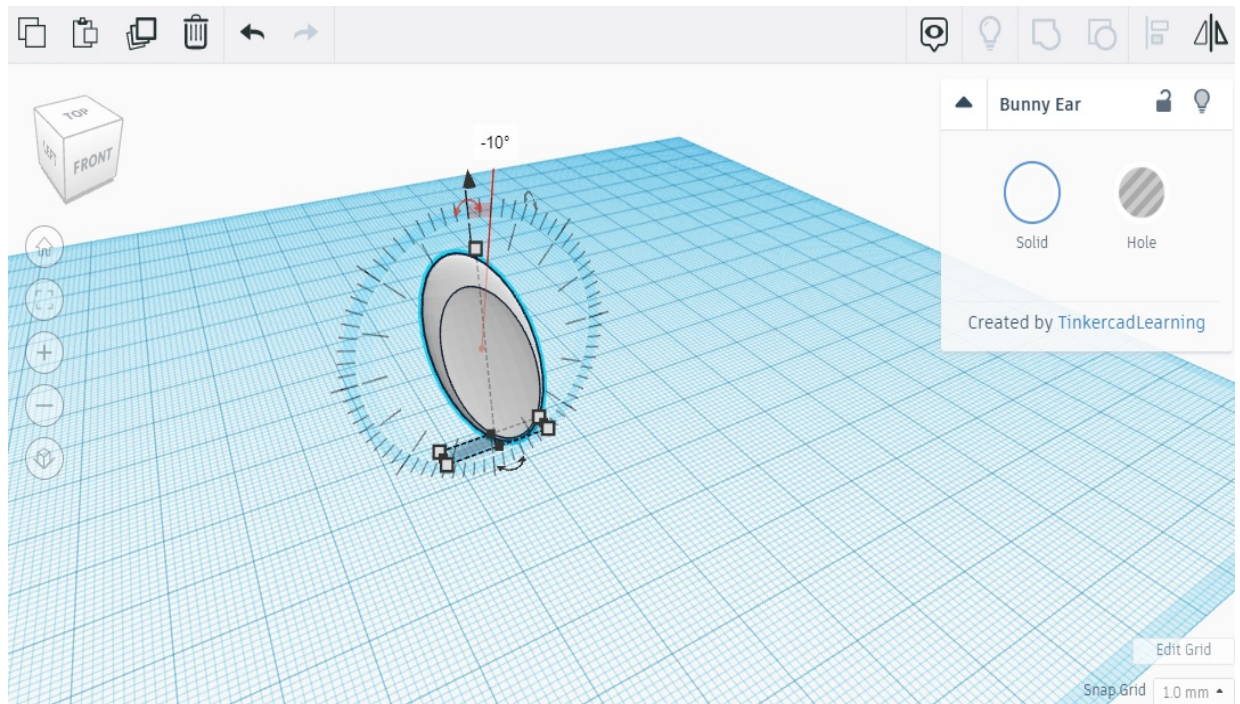 -10°
TOP
LEFT
FRONT
Bunny Ear
Solid
Hole
Created by TinkercadLearning
Edit Grid
Snap Grid 1.0 mm